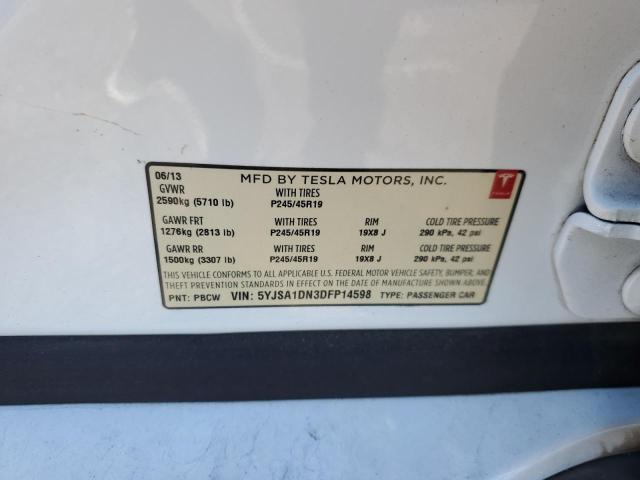 06/13
MFD BY TESLA MOTORS, INC.
GVWR WITH TIRES
2590kg (5710 lb) P245/45R19
GAWR FRT WITH TIRES RIM COLD TIRE PRESSURE
1276kg (2813 lb) P245/45R19 19X8 J 290 kPa, 42 psi
GAWR RR WITH TIRES RIM COLD TIRE PRESSURE
1500kg (3307 lb) P245/45R19 19X8 J 290 kPa, 42 psi
THIS VEHICLE CONFORMS TO ALL APPLICABLE U.S. FEDERAL MOTOR VEHICLE SAFETY, BUMPER, AND
THEFT PREVENTION STANDARDS IN EFFECT ON THE DATE OF MANUFACTURE SHOWN ABOVE.
PNT: PBCW VIN: 5YJSA1DN3DFP14598 TYPE: PASSENGER CAR
TESLA